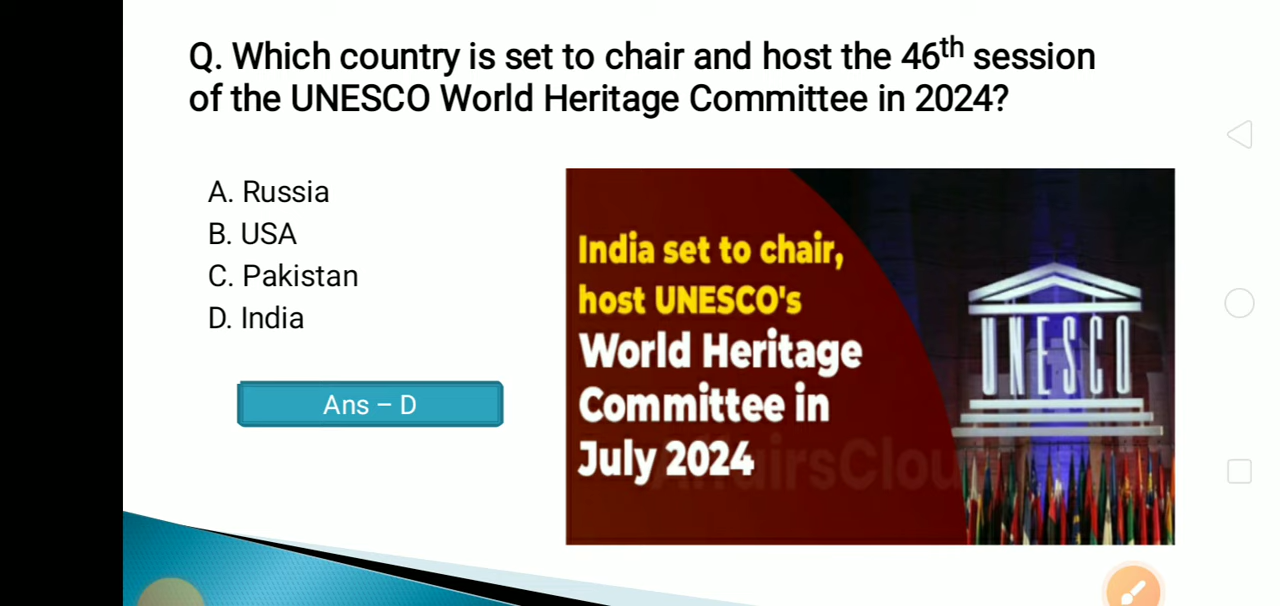 Q. Which country is set to chair and host the 46th session
of the UNESCO World Heritage Committee in 2024?
A. Russia
B. USA
C. Pakistan
D. India
Ans – D
India set to chair,
host UNESCO's
World Heritage
Committee in
July 2024
AffairsCloud
UNESCO